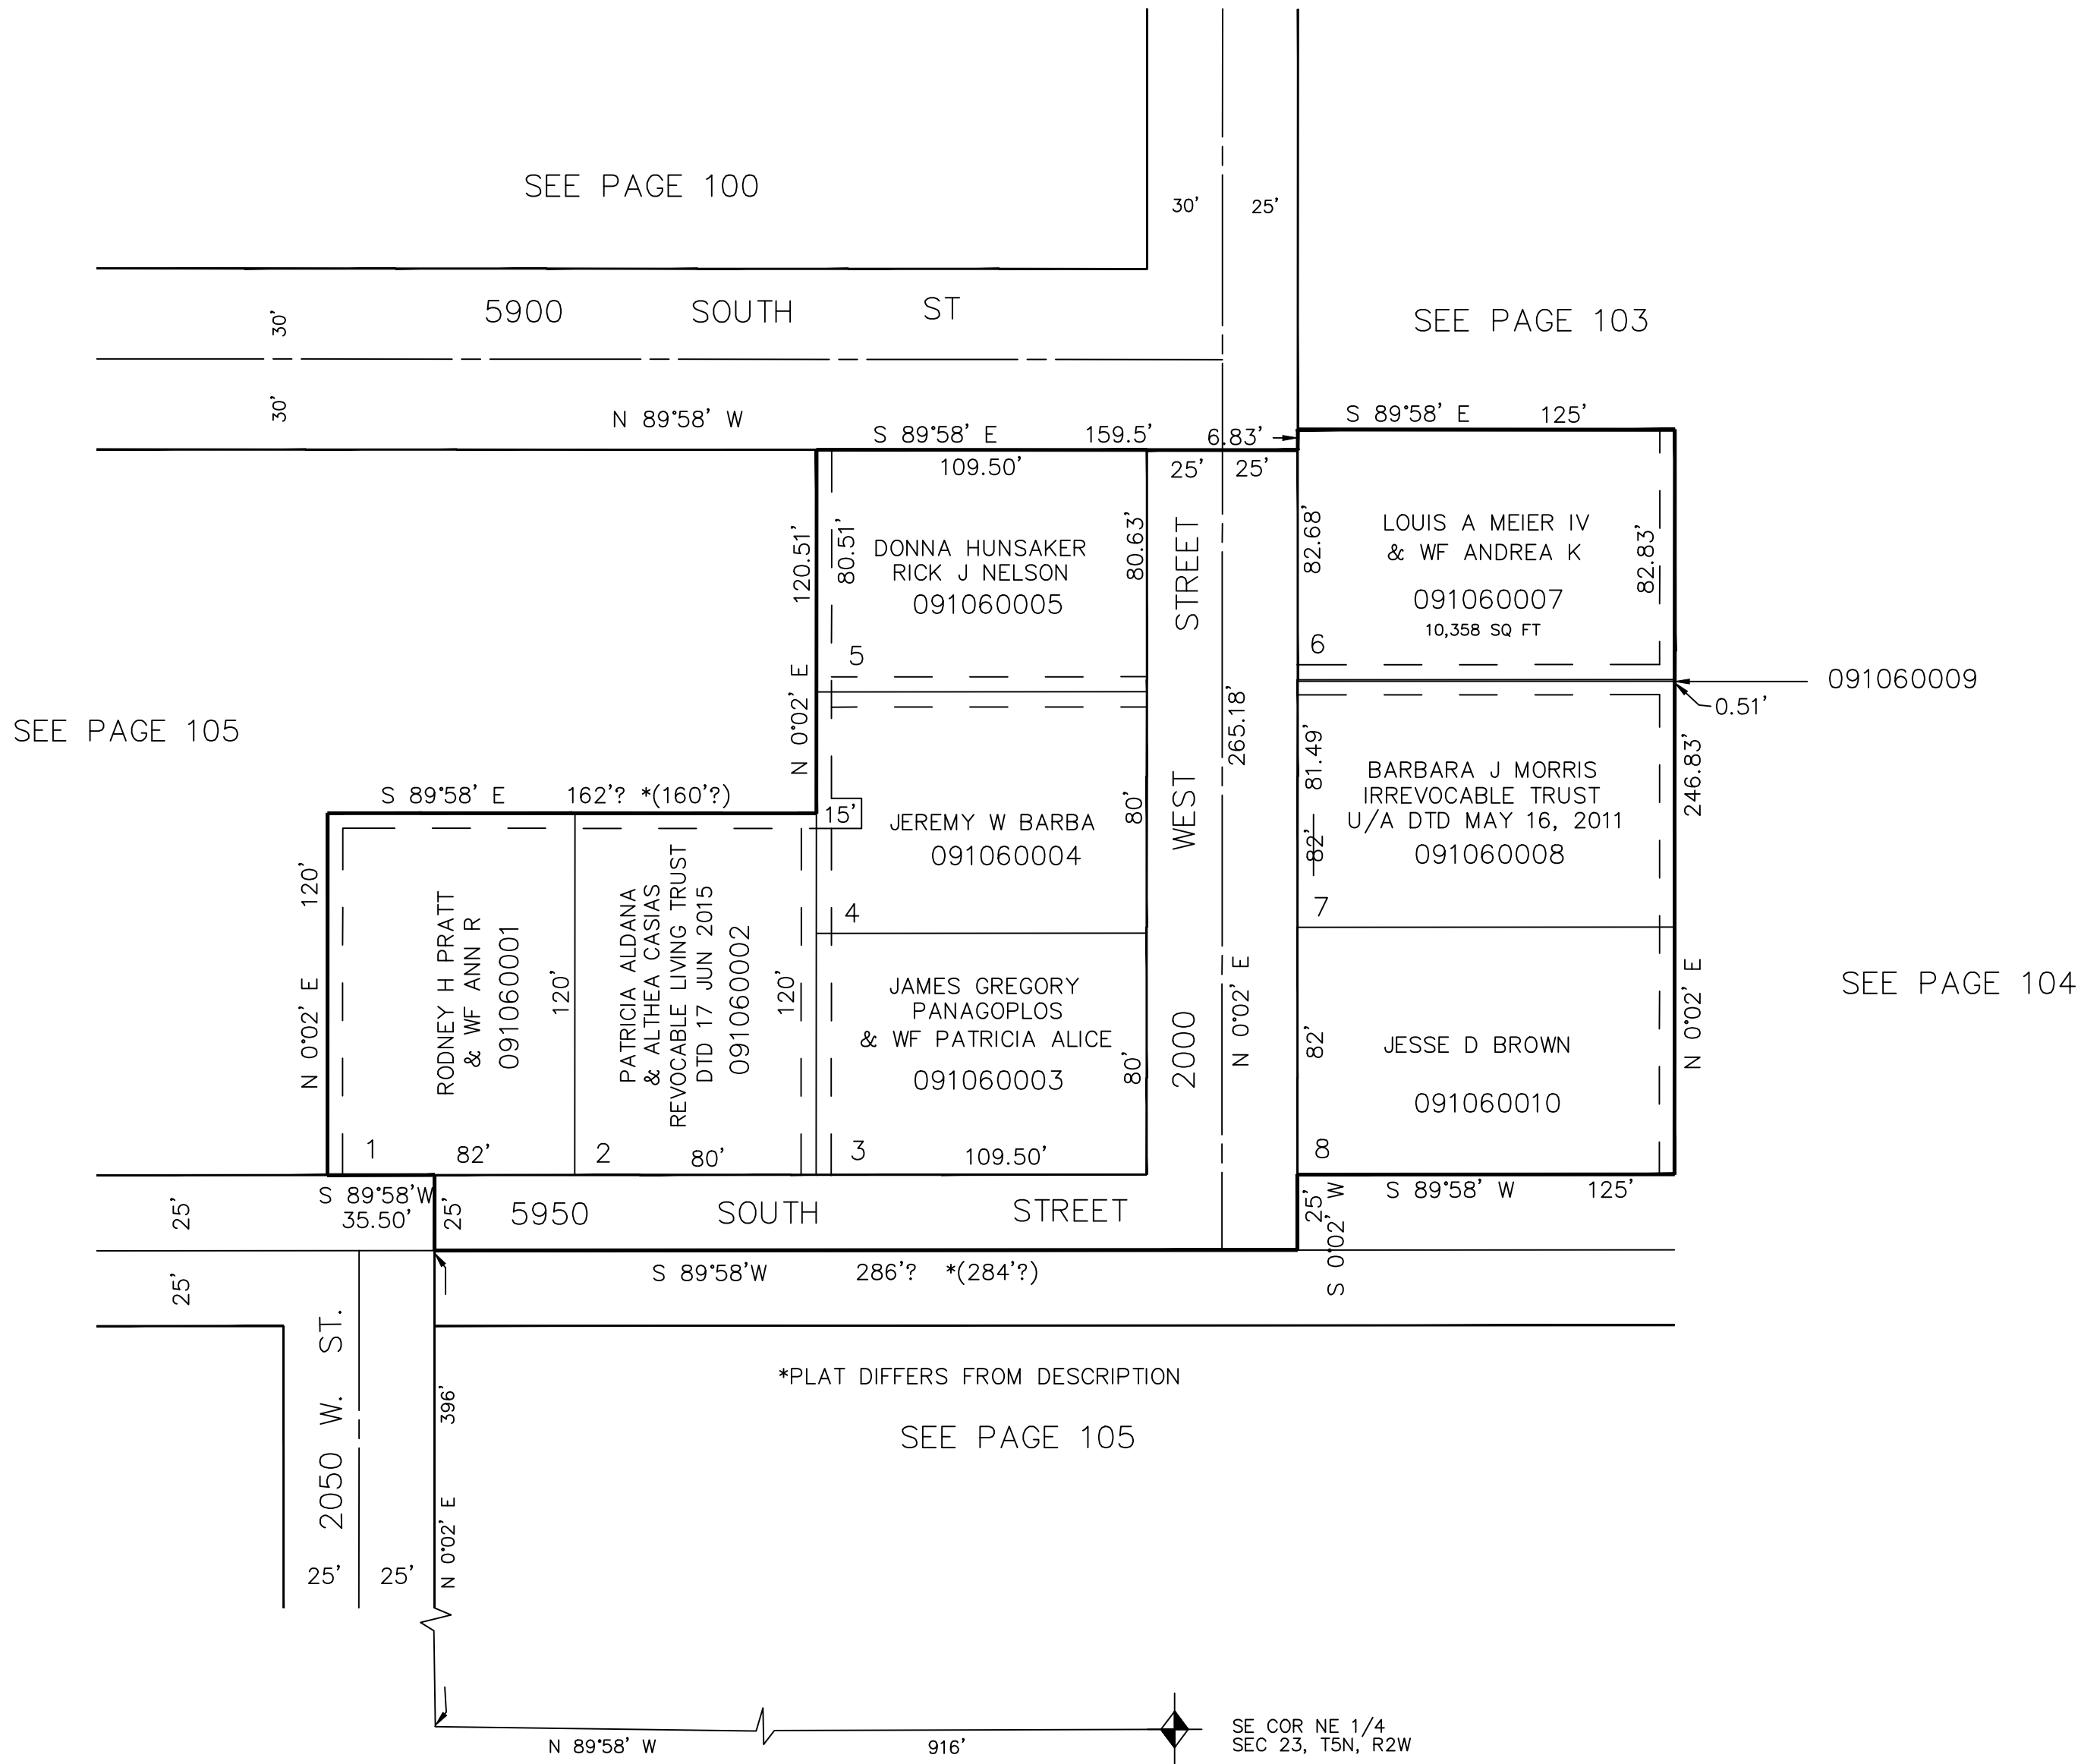 SEE PAGE 100
30' 25'
5900 SOUTH ST
30'
SEE PAGE 103
30'
N 89°58' W
S 89°58' E 159.5' 6.83'
S 89°58' E 125'
109.50'
25' 25'
120.51'
N 0°02' E
80.51'
DONNA HUNSAKER
RICK J NELSON
091060005
80.63'
5
2000 WEST STREET
265.18'
N 0°02' E
82.68'
LOUIS A MEIER IV
& WF ANDREA K
091060007
10,358 SQ FT
82.83'
6
091060009
0.51'
SEE PAGE 105
S 89°58' E 162'? *(160'?)
15'
JEREMY W BARBA
091060004
80'
4
81.49'
82'
BARBARA J MORRIS
IRREVOCABLE TRUST
U/A DTD MAY 16, 2011
091060008
7
246.83'
N 0°02' E
120'
N 0°02' E
RODNEY H PRATT
& WF ANN R
091060001
120'
1
82'
PATRICIA ALDANA
& ALTHEA CASIAS
REVOCABLE LIVING TRUST
DTD 17 JUN 2015
091060002
120'
2
80'
JAMES GREGORY
PANAGOPLOS
& WF PATRICIA ALICE
091060003
80'
3
109.50'
82'
JESSE D BROWN
091060010
8
SEE PAGE 104
S 89°58'W
35.50'
25'
25'
5950 SOUTH STREET
25'
S 0°02' W
S 89°58' W 125'
25'
S 89°58'W 286'? *(284'?)
2050 W. ST.
396'
N 0°02' E
25' 25'
*PLAT DIFFERS FROM DESCRIPTION
SEE PAGE 105
N 89°58' W 916'
SE COR NE 1/4
SEC 23, T5N, R2W